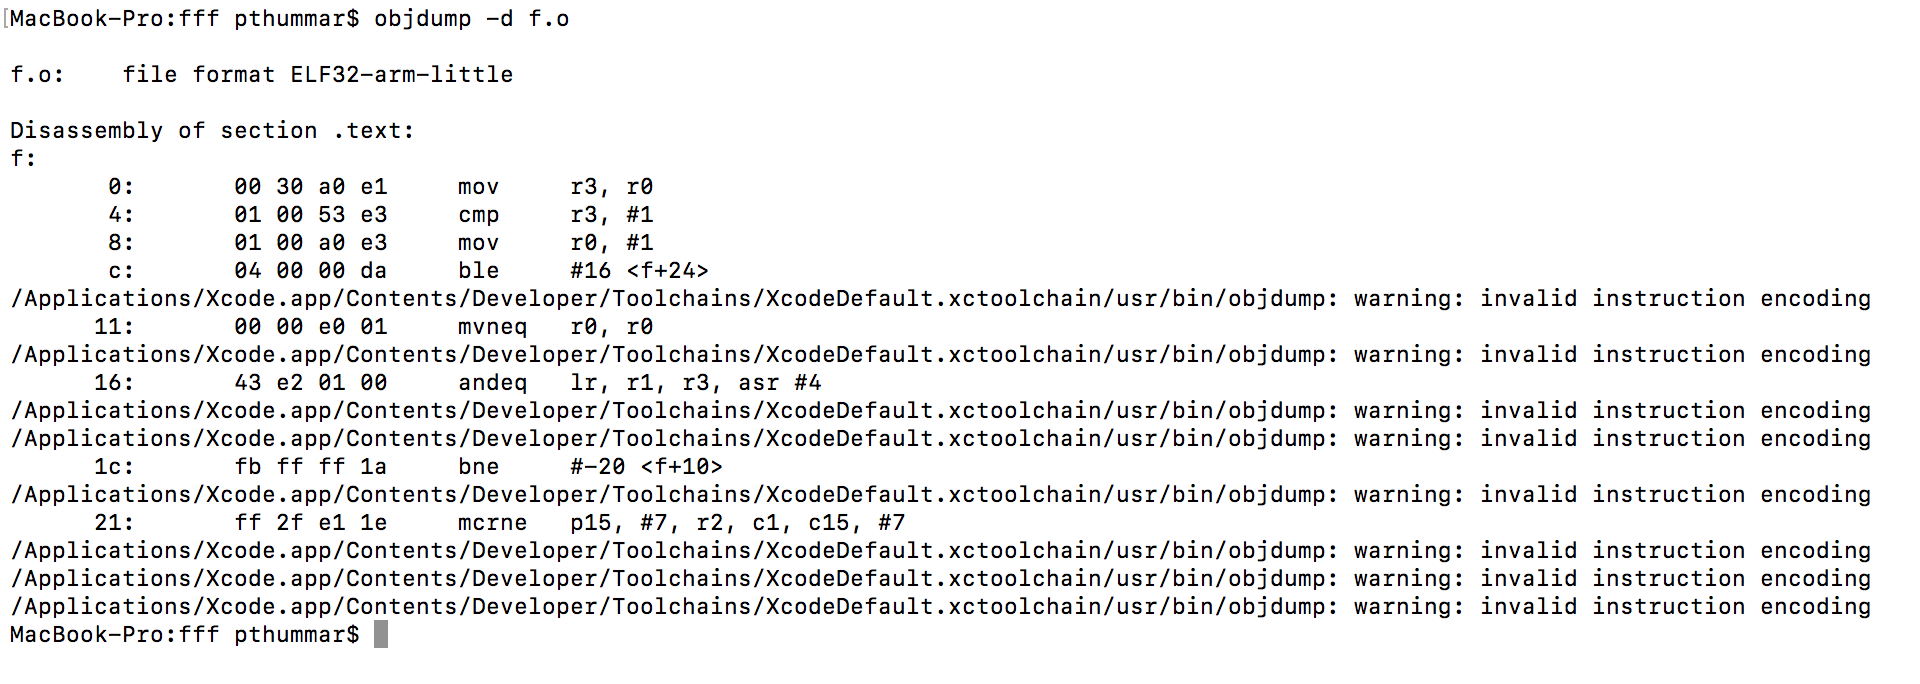 [MacBook-Pro:fff pthummar$ objdump -d f.o
f.o:    file format ELF32-arm-little
Disassembly of section .text:
f:
       0:       00 30 a0 e1     mov     r3, r0
       4:       01 00 53 e3     cmp     r3, #1
       8:       01 00 a0 e3     mov     r0, #1
       c:       04 00 00 da     ble     #16 <f+24>
/Applications/Xcode.app/Contents/Developer/Toolchains/XcodeDefault.xctoolchain/usr/bin/objdump: warning: invalid instruction encoding
      11:       00 00 e0 01     mvneq   r0, r0
/Applications/Xcode.app/Contents/Developer/Toolchains/XcodeDefault.xctoolchain/usr/bin/objdump: warning: invalid instruction encoding
      16:       43 e2 01 00     andeq   lr, r1, r3, asr #4
/Applications/Xcode.app/Contents/Developer/Toolchains/XcodeDefault.xctoolchain/usr/bin/objdump: warning: invalid instruction encoding
/Applications/Xcode.app/Contents/Developer/Toolchains/XcodeDefault.xctoolchain/usr/bin/objdump: warning: invalid instruction encoding
      1c:       fb ff ff 1a     bne     #-20 <f+10>
/Applications/Xcode.app/Contents/Developer/Toolchains/XcodeDefault.xctoolchain/usr/bin/objdump: warning: invalid instruction encoding
      21:       ff 2f e1 1e     mcrne   p15, #7, r2, c1, c15, #7
/Applications/Xcode.app/Contents/Developer/Toolchains/XcodeDefault.xctoolchain/usr/bin/objdump: warning: invalid instruction encoding
/Applications/Xcode.app/Contents/Developer/Toolchains/XcodeDefault.xctoolchain/usr/bin/objdump: warning: invalid instruction encoding
/Applications/Xcode.app/Contents/Developer/Toolchains/XcodeDefault.xctoolchain/usr/bin/objdump: warning: invalid instruction encoding
MacBook-Pro:fff pthummar$